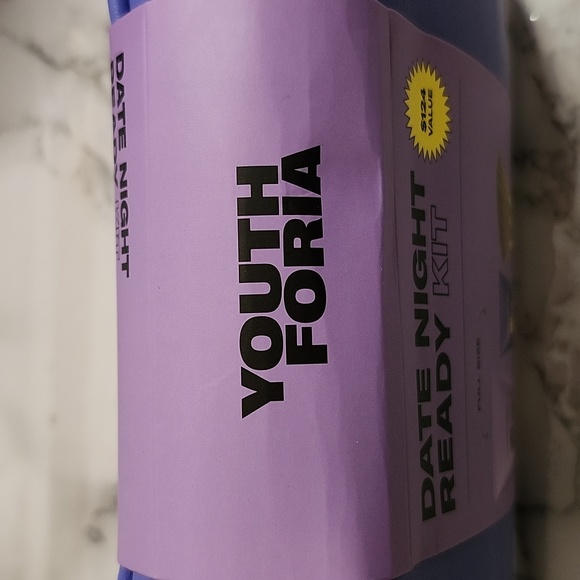 DATE NIGHT
YOUTH
FORIA
$124
VALUE
DATE NIGHT
READY KIT
FULL SIZE